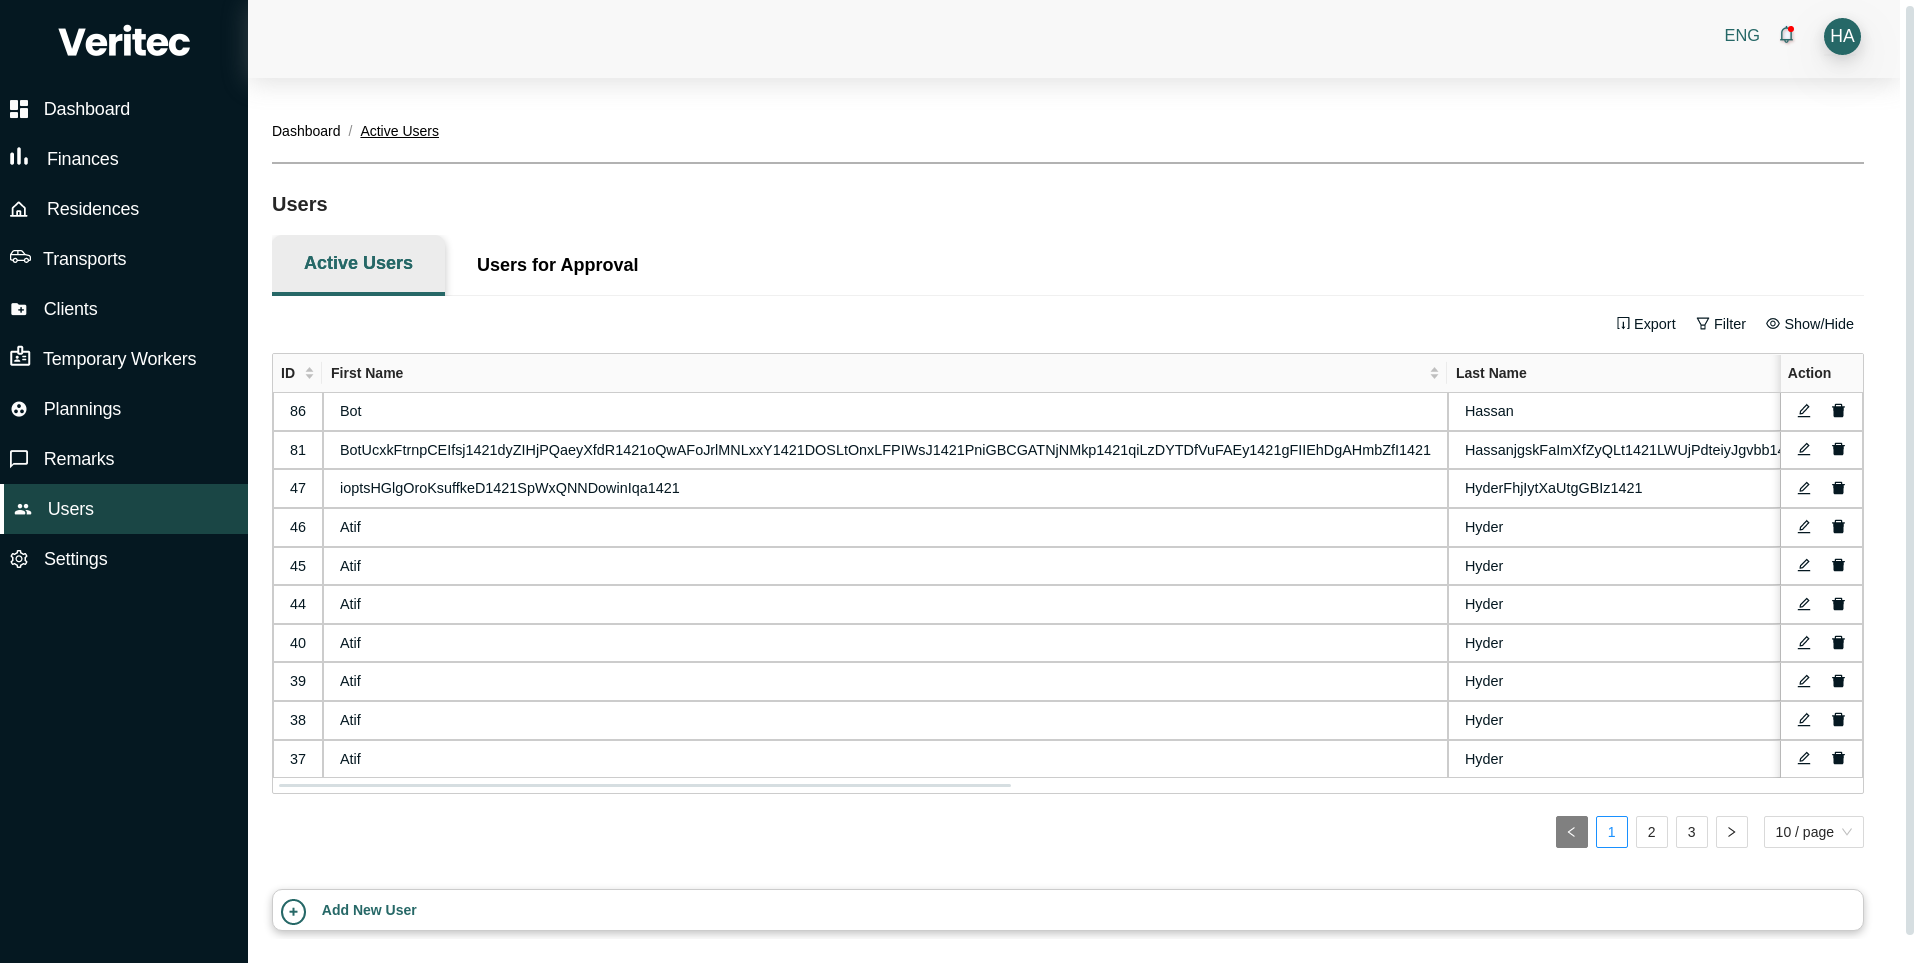 Veritec
Dashboard
Finances
Residences
Transports
Clients
Temporary Workers
Plannings
Remarks
Users
Settings
ENG
HA
Dashboard / Active Users
Users
Active Users Users for Approval
Export Filter Show/Hide
ID First Name Last Name Action
86 Bot Hassan
81 BotUcxkFtrnpCEIfsj1421dyZIHjPQaeyXfdR1421oQwAFoJrlMNLxxY1421DOSLtOnxLFPIWsJ1421PniGBCGATNjNMkp1421qiLzDYTDfVuFAEy1421gFIIEhDgAHmbZfI1421 HassanjgskFaImXfZyQLt1421LWUjPdteiyJgvbb14
47 ioptsHGlgOroKsuffkeD1421SpWxQNNDowinIqa1421 HyderFhjIytXaUtgGBIz1421
46 Atif Hyder
45 Atif Hyder
44 Atif Hyder
40 Atif Hyder
39 Atif Hyder
38 Atif Hyder
37 Atif Hyder
1 2 3 10 / page
Add New User